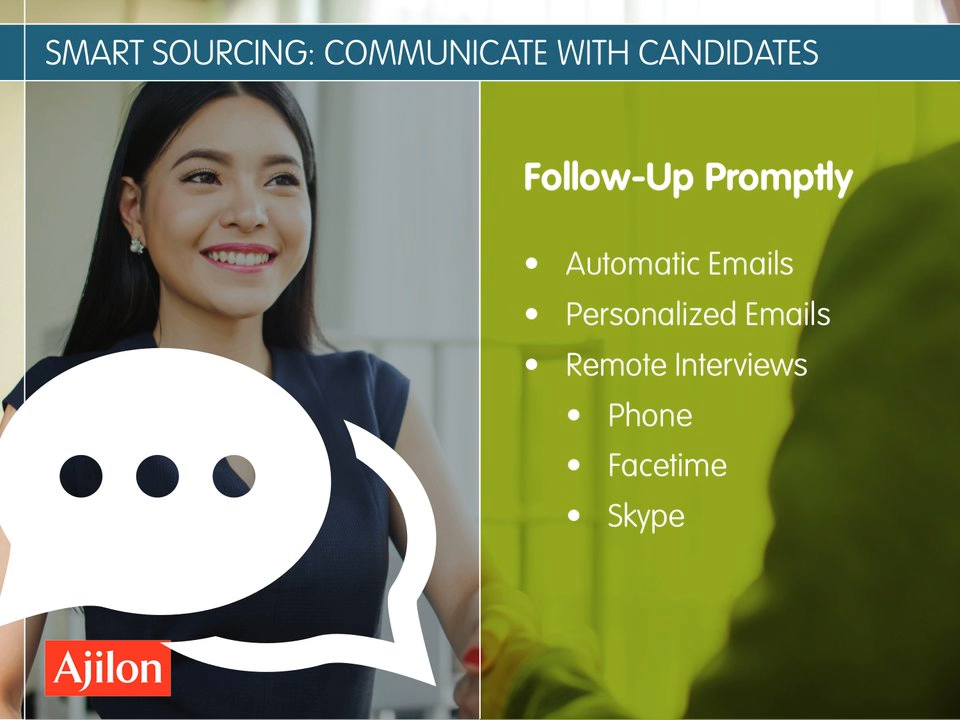 SMART SOURCING: COMMUNICATE WITH CANDIDATES
Follow-Up Promptly
• Automatic Emails
• Personalized Emails
• Remote Interviews
• Phone
• Facetime
• Skype
Ajilon